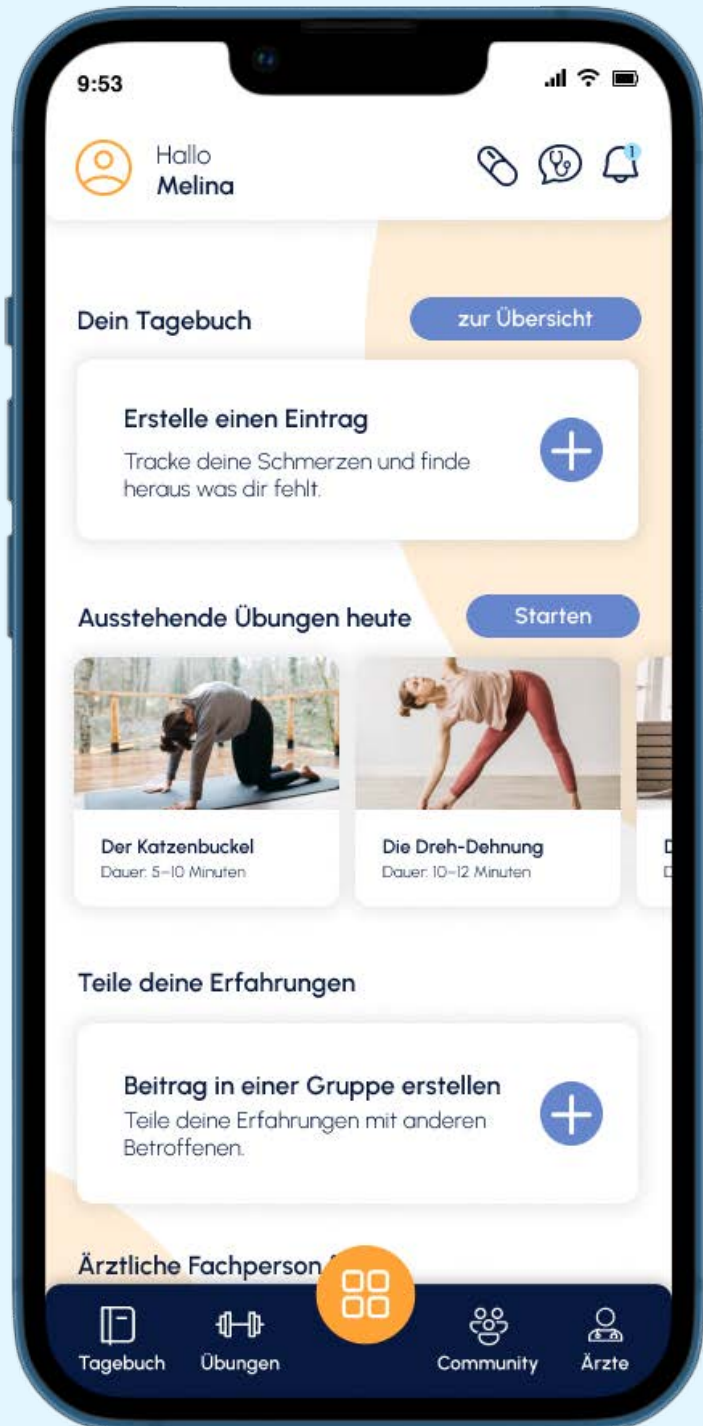 9:53
Hallo
Melina
1
Dein Tagebuch
zur Übersicht
Erstelle einen Eintrag
Tracke deine Schmerzen und finde
heraus was dir fehlt.
Ausstehende Übungen heute
Starten
Der Katzenbuckel
Dauer: 5–10 Minuten
Die Dreh-Dehnung
Dauer: 10–12 Minuten
Teile deine Erfahrungen
Beitrag in einer Gruppe erstellen
Teile deine Erfahrungen mit anderen
Betroffenen.
Ärztliche Fachperson
Tagebuch
Übungen
Community
Ärzte